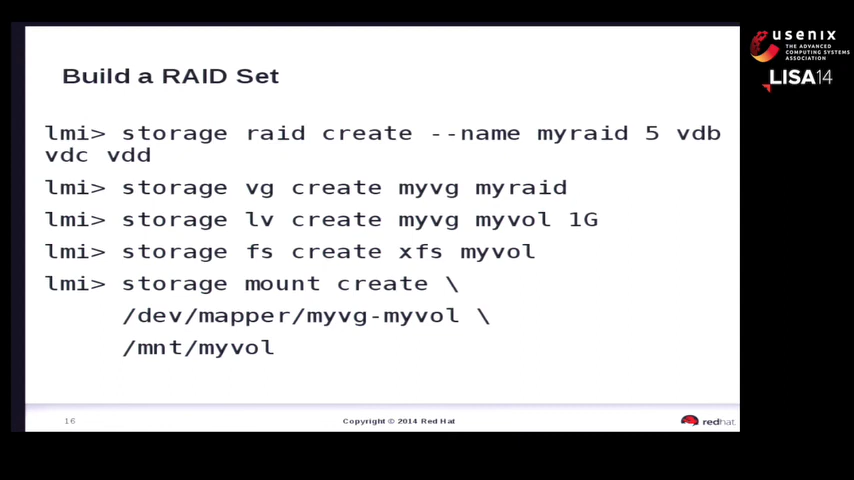 usenix
THE ADVANCED
COMPUTING SYSTEMS
ASSOCIATION
LISA14
Build a RAID Set
lmi> storage raid create --name myraid 5 vdb
vdc vdd
lmi> storage vg create myvg myraid
lmi> storage lv create myvg myvol 1G
lmi> storage fs create xfs myvol
lmi> storage mount create \
/dev/mapper/myvg-myvol \
/mnt/myvol
16
Copyright © 2014 Red Hat
redhat.